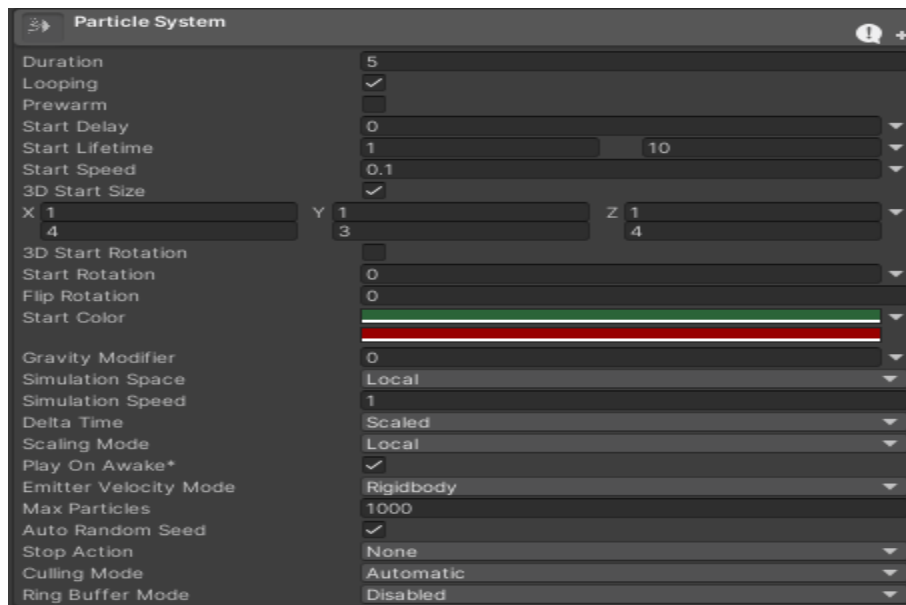 Particle System
Duration 5
Looping
Prewarm
Start Delay 0
Start Lifetime 1 10
Start Speed 0.1
3D Start Size
X 1 Y 1 Z 1
4 3 4
3D Start Rotation
Start Rotation 0
Flip Rotation 0
Start Color
Gravity Modifier 0
Simulation Space Local
Simulation Speed 1
Delta Time Scaled
Scaling Mode Local
Play On Awake*
Emitter Velocity Mode Rigidbody
Max Particles 1000
Auto Random Seed
Stop Action None
Culling Mode Automatic
Ring Buffer Mode Disabled